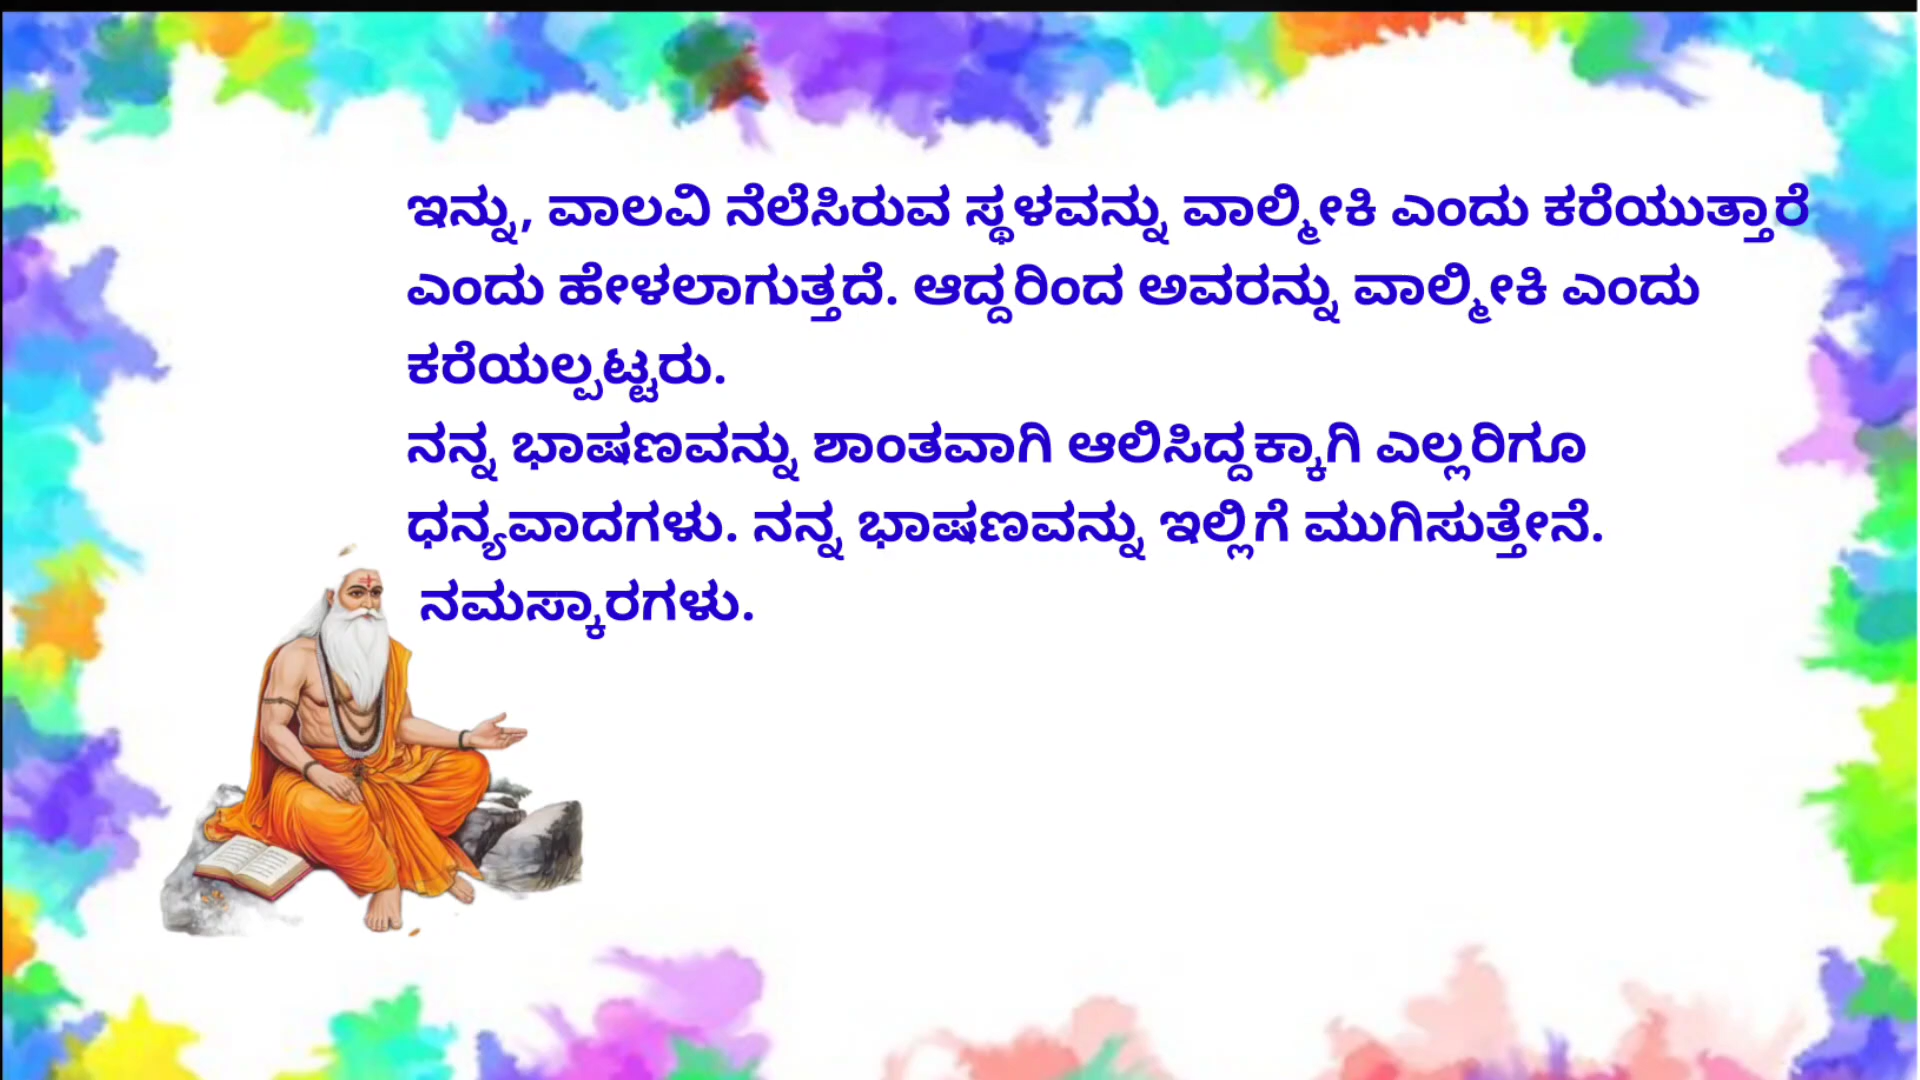 ಇನ್ನು, ವಾಲವಿ ನೆಲೆಸಿರುವ ಸ್ಥಳವನ್ನು ವಾಲ್ಮೀಕಿ ಎಂದು ಕರೆಯುತ್ತಾರೆ
ಎಂದು ಹೇಳಲಾಗುತ್ತದೆ. ಆದ್ದರಿಂದ ಅವರನ್ನು ವಾಲ್ಮೀಕಿ ಎಂದು
ಕರೆಯಲ್ಪಟ್ಟರು.
ನನ್ನ ಭಾಷಣವನ್ನು ಶಾಂತವಾಗಿ ಆಲಿಸಿದ್ದಕ್ಕಾಗಿ ಎಲ್ಲರಿಗೂ
ಧನ್ಯವಾದಗಳು. ನನ್ನ ಭಾಷಣವನ್ನು ಇಲ್ಲಿಗೆ ಮುಗಿಸುತ್ತೇನೆ.
ನಮಸ್ಕಾರಗಳು.